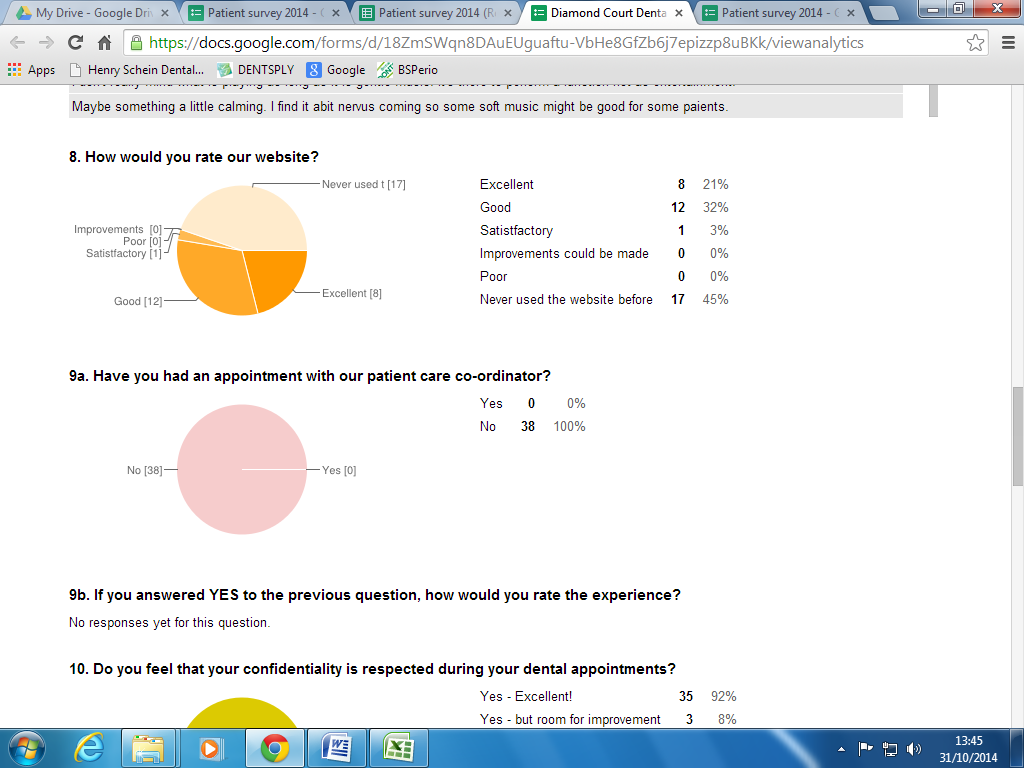 My Drive - Google Dri
Patient survey 2014 - G
Patient survey 2014 (Re
Diamond Court Denta
Patient survey 2014 - G
https://docs.google.com/forms/d/18ZmSWqn8DAuEUguaftu-VbHe8GfZb6j7epizzp8uBKk/viewanalytics
Apps Henry Schein Dental... DENTSPLY Google BSPerio
Maybe something a little calming. I find it abit nervus coming so some soft music might be good for some paients.
8. How would you rate our website?
Never used t [17]
Improvements [0]
Poor [0]
Satistfactory [1]
Good [12]
Excellent [8]
Excellent 8 21%
Good 12 32%
Satistfactory 1 3%
Improvements could be made 0 0%
Poor 0 0%
Never used the website before 17 45%
9a. Have you had an appointment with our patient care co-ordinator?
No [38]
Yes [0]
Yes 0 0%
No 38 100%
9b. If you answered YES to the previous question, how would you rate the experience?
No responses yet for this question.
10. Do you feel that your confidentiality is respected during your dental appointments?
Yes - Excellent! 35 92%
Yes - but room for improvement 3 8%
13:45
31/10/2014